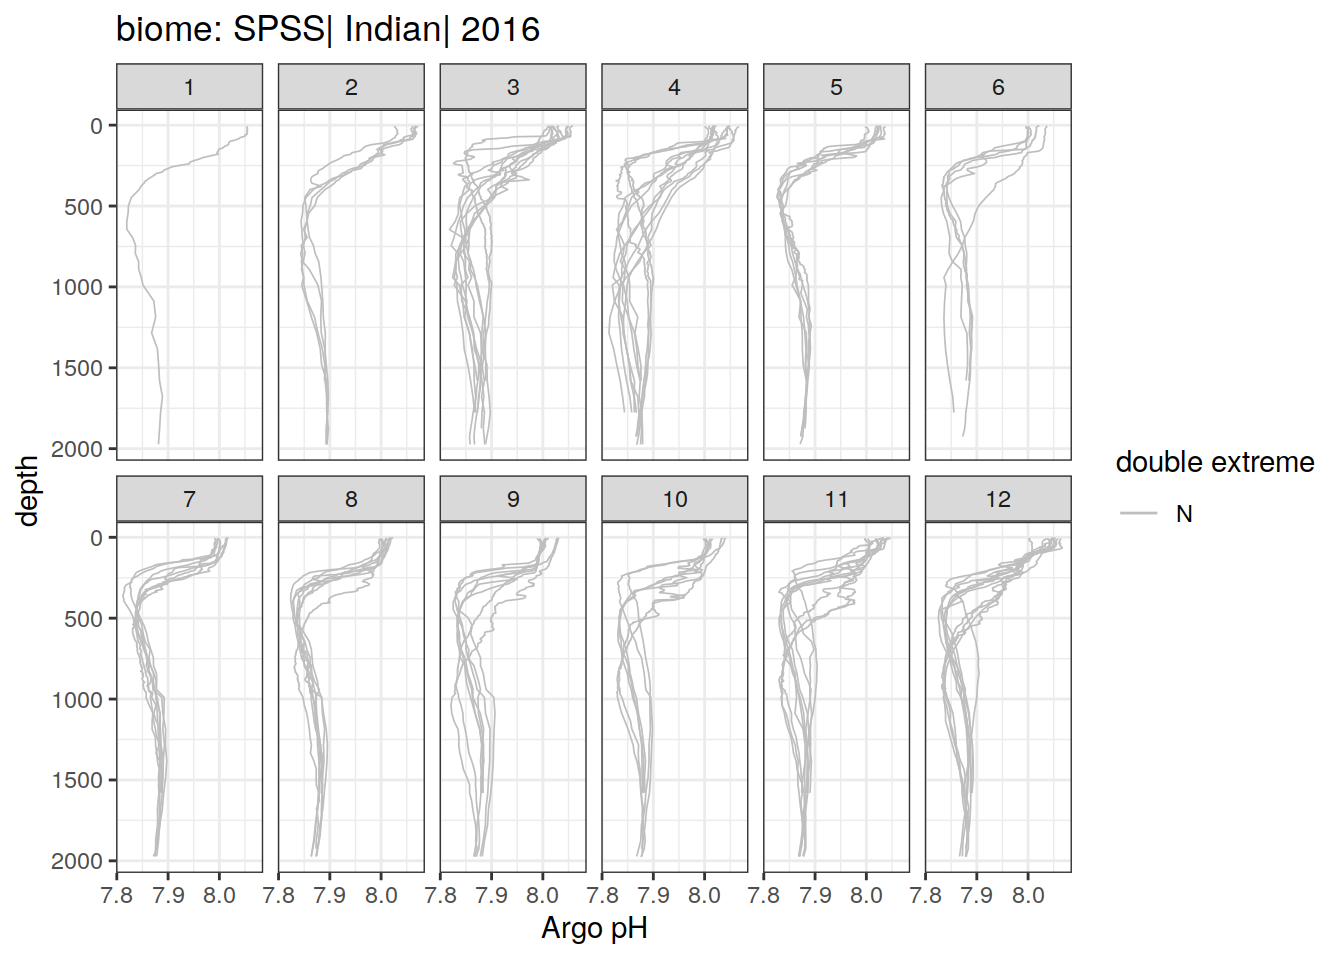 biome: SPSS| Indian| 2016
1 2 3 4 5 6
0
500
1000
1500
2000
7 8 9 10 11 12
0
500
1000
1500
2000
7.8 7.9 8.0 7.8 7.9 8.0 7.8 7.9 8.0 7.8 7.9 8.0 7.8 7.9 8.0 7.8 7.9 8.0
Argo pH
depth
double extreme
N